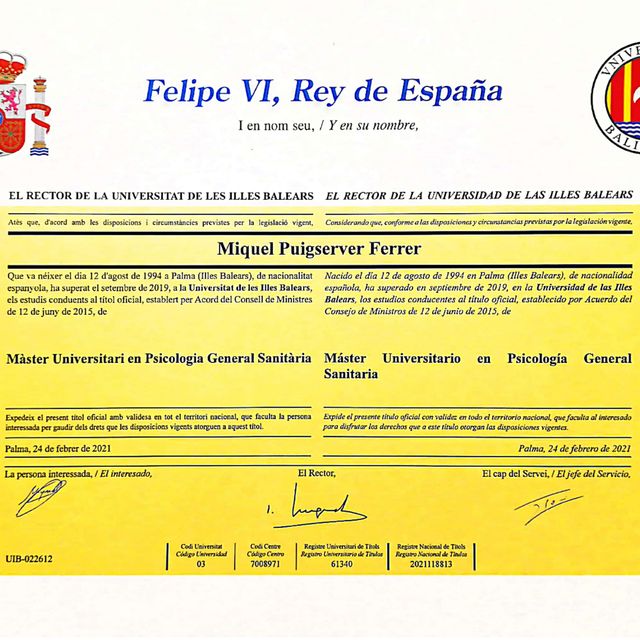 Felipe VI, Rey de España
I en nom seu, / Y en su nombre,
UNIVE
BALI
EL RECTOR DE LA UNIVERSITAT DE LES ILLES BALEARS
Atès que, d'acord amb les disposicions i circumstàncies previstes per la legislació vigent,
EL RECTOR DE LA UNIVERSIDAD DE LAS ILLES BALEARS
Considerando que, conforme a las disposiciones y circunstancias previstas por la legislación vigente,
Miquel Puigserver Ferrer
Que va néixer el dia 12 d'agost de 1994 a Palma (Illes Balears), de nacionalitat
espanyola, ha superat el setembre de 2019, a la Universitat de les Illes Balears,
els estudis conduents al títol oficial, establert per Acord del Consell de Ministres
de 12 de juny de 2015, de
Nacido el día 12 de agosto de 1994 en Palma (Illes Balears), de nacionalidad
española, ha superado en septiembre de 2019, en la Universidad de las Illes
Balears, los estudios conducentes al título oficial, establecido por Acuerdo del
Consejo de Ministros de 12 de junio de 2015, de
Màster Universitari en Psicologia General Sanitària
Máster Universitario en Psicología General
Sanitaria
Expedeix el present títol oficial amb validesa en tot el territori nacional, que faculta la persona
interessada per gaudir dels drets que les disposicions vigents atorguen a aquest títol.
Expide el presente título oficial con validez en todo el territorio nacional, que faculta al interesado
para disfrutar los derechos que a este título otorgan las disposiciones vigentes.
Palma, 24 de febrer de 2021
Palma, 24 de febrero de 2021
La persona interessada, / El interesado,
El Rector,
El cap del Servei, / El jefe del Servicio,
UIB-022612
Codi Universitat
Código Universidad
03
Codi Centre
Código Centro
7008971
Registre Universitari de Títols
Registro Universitario de Títulos
61340
Registre Nacional de Títols
Registro Nacional de Títulos
2021118813